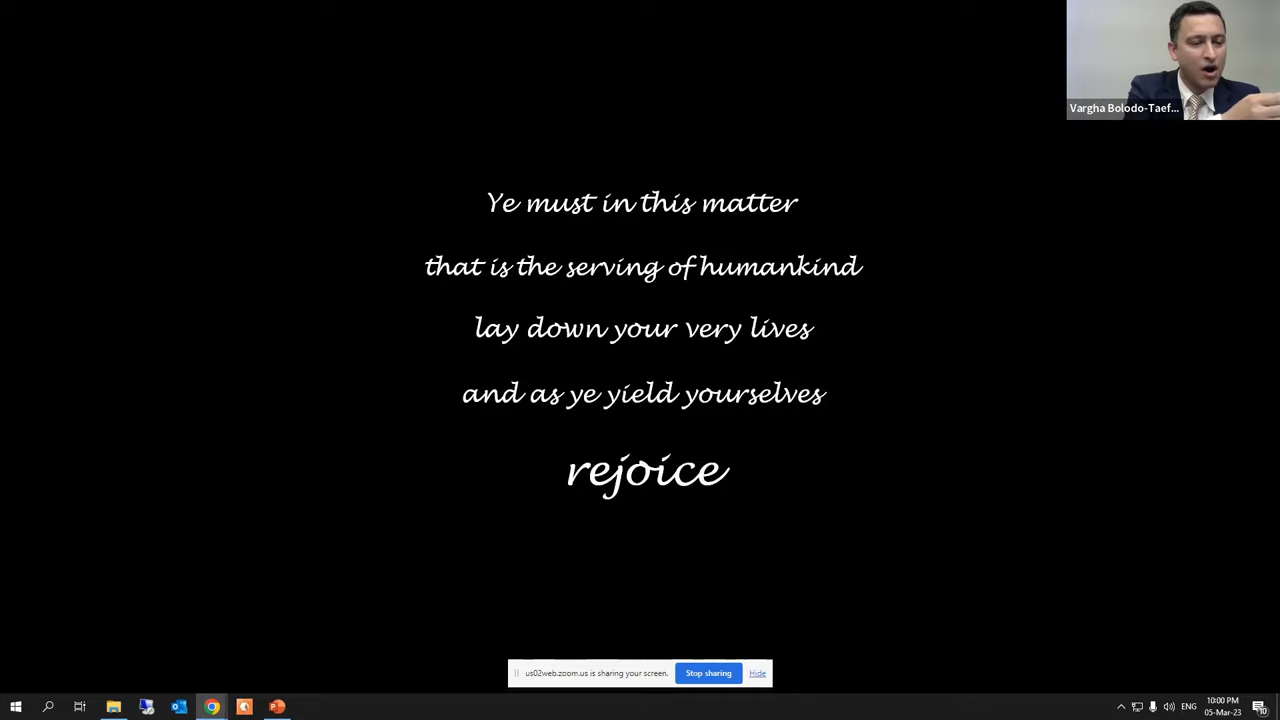 Vargha Bolodo-Taef...
Ye must in this matter
that is the serving of humankind
lay down your very lives
and as ye yield yourselves
rejoice
us02web.zoom.us is sharing your screen.
Stop sharing
Hide
ENG
10:00 PM
05-Mar-23
10